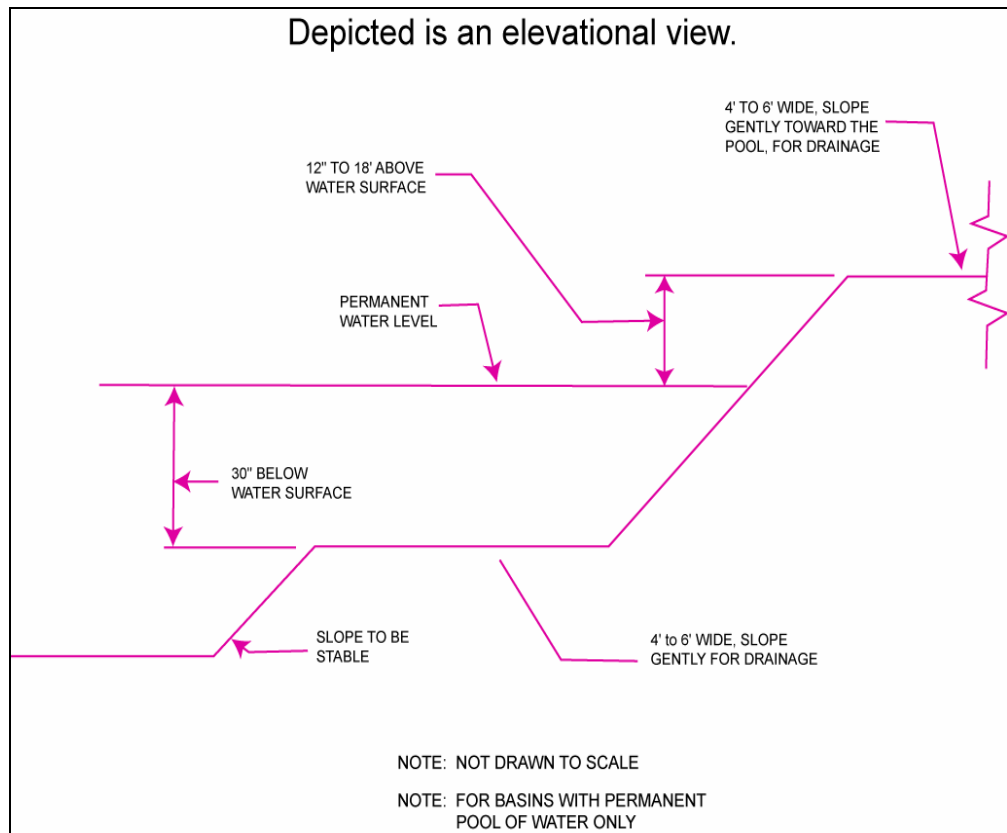 Depicted is an elevational view.
4' TO 6' WIDE, SLOPE
GENTLY TOWARD THE
POOL, FOR DRAINAGE
12" TO 18' ABOVE
WATER SURFACE
PERMANENT
WATER LEVEL
30" BELOW
WATER SURFACE
SLOPE TO BE
STABLE
4' to 6' WIDE, SLOPE
GENTLY FOR DRAINAGE
NOTE: NOT DRAWN TO SCALE
NOTE: FOR BASINS WITH PERMANENT
POOL OF WATER ONLY